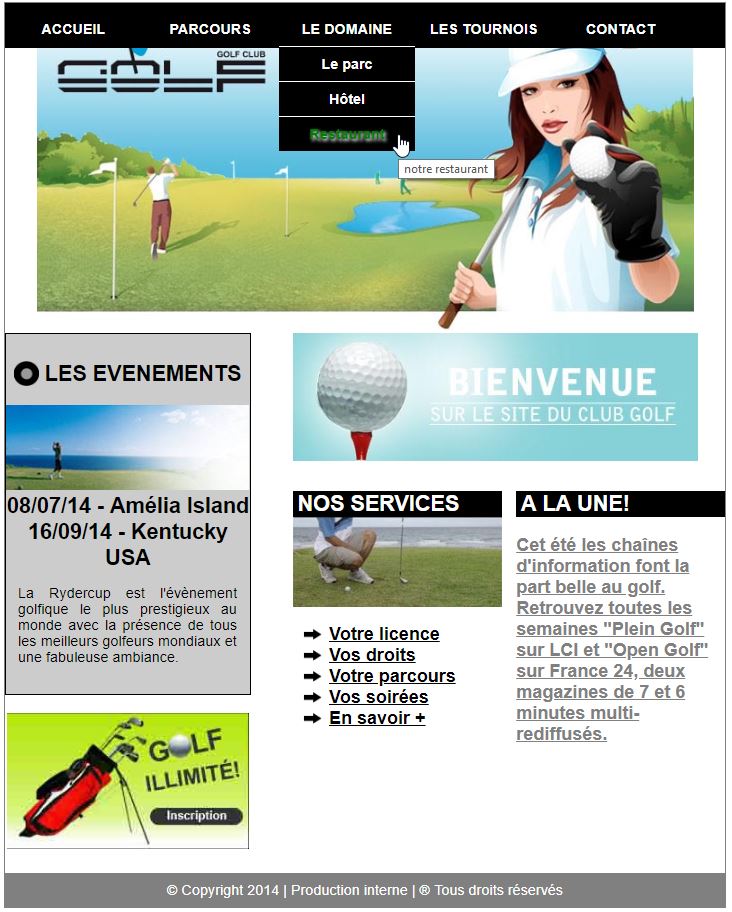 ACCUEIL PARCOURS LE DOMAINE LES TOURNOIS CONTACT
GOLF CLUB
GOLF
Le parc
Hôtel
Restaurant
notre restaurant
LES EVENEMENTS
08/07/14 - Amélia Island
16/09/14 - Kentucky
USA
La Rydercup est l'évènement
golfique le plus prestigieux au
monde avec la présence de tous
les meilleurs golfeurs mondiaux et
une fabuleuse ambiance.
GOLF
ILLIMITÉ!
Inscription
BIENVENUE
SUR LE SITE DU CLUB GOLF
NOS SERVICES
Votre licence
Vos droits
Votre parcours
Vos soirées
En savoir +
A LA UNE!
Cet été les chaînes
d'information font la
part belle au golf.
Retrouvez toutes les
semaines "Plein Golf"
sur LCI et "Open Golf"
sur France 24, deux
magazines de 7 et 6
minutes multi-
rediffusés.
© Copyright 2014 | Production interne | ® Tous droits réservés